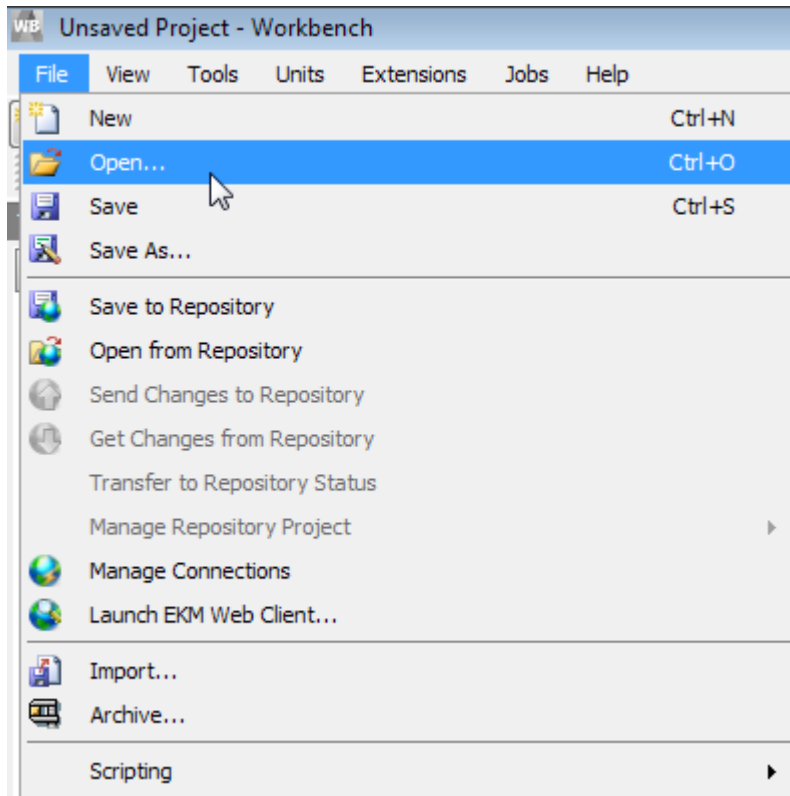 WB Unsaved Project - Workbench
File View Tools Units Extensions Jobs Help
New Ctrl+N
Open... Ctrl+O
Save Ctrl+S
Save As...
Save to Repository
Open from Repository
Send Changes to Repository
Get Changes from Repository
Transfer to Repository Status
Manage Repository Project
Manage Connections
Launch EKM Web Client...
Import...
Archive...
Scripting